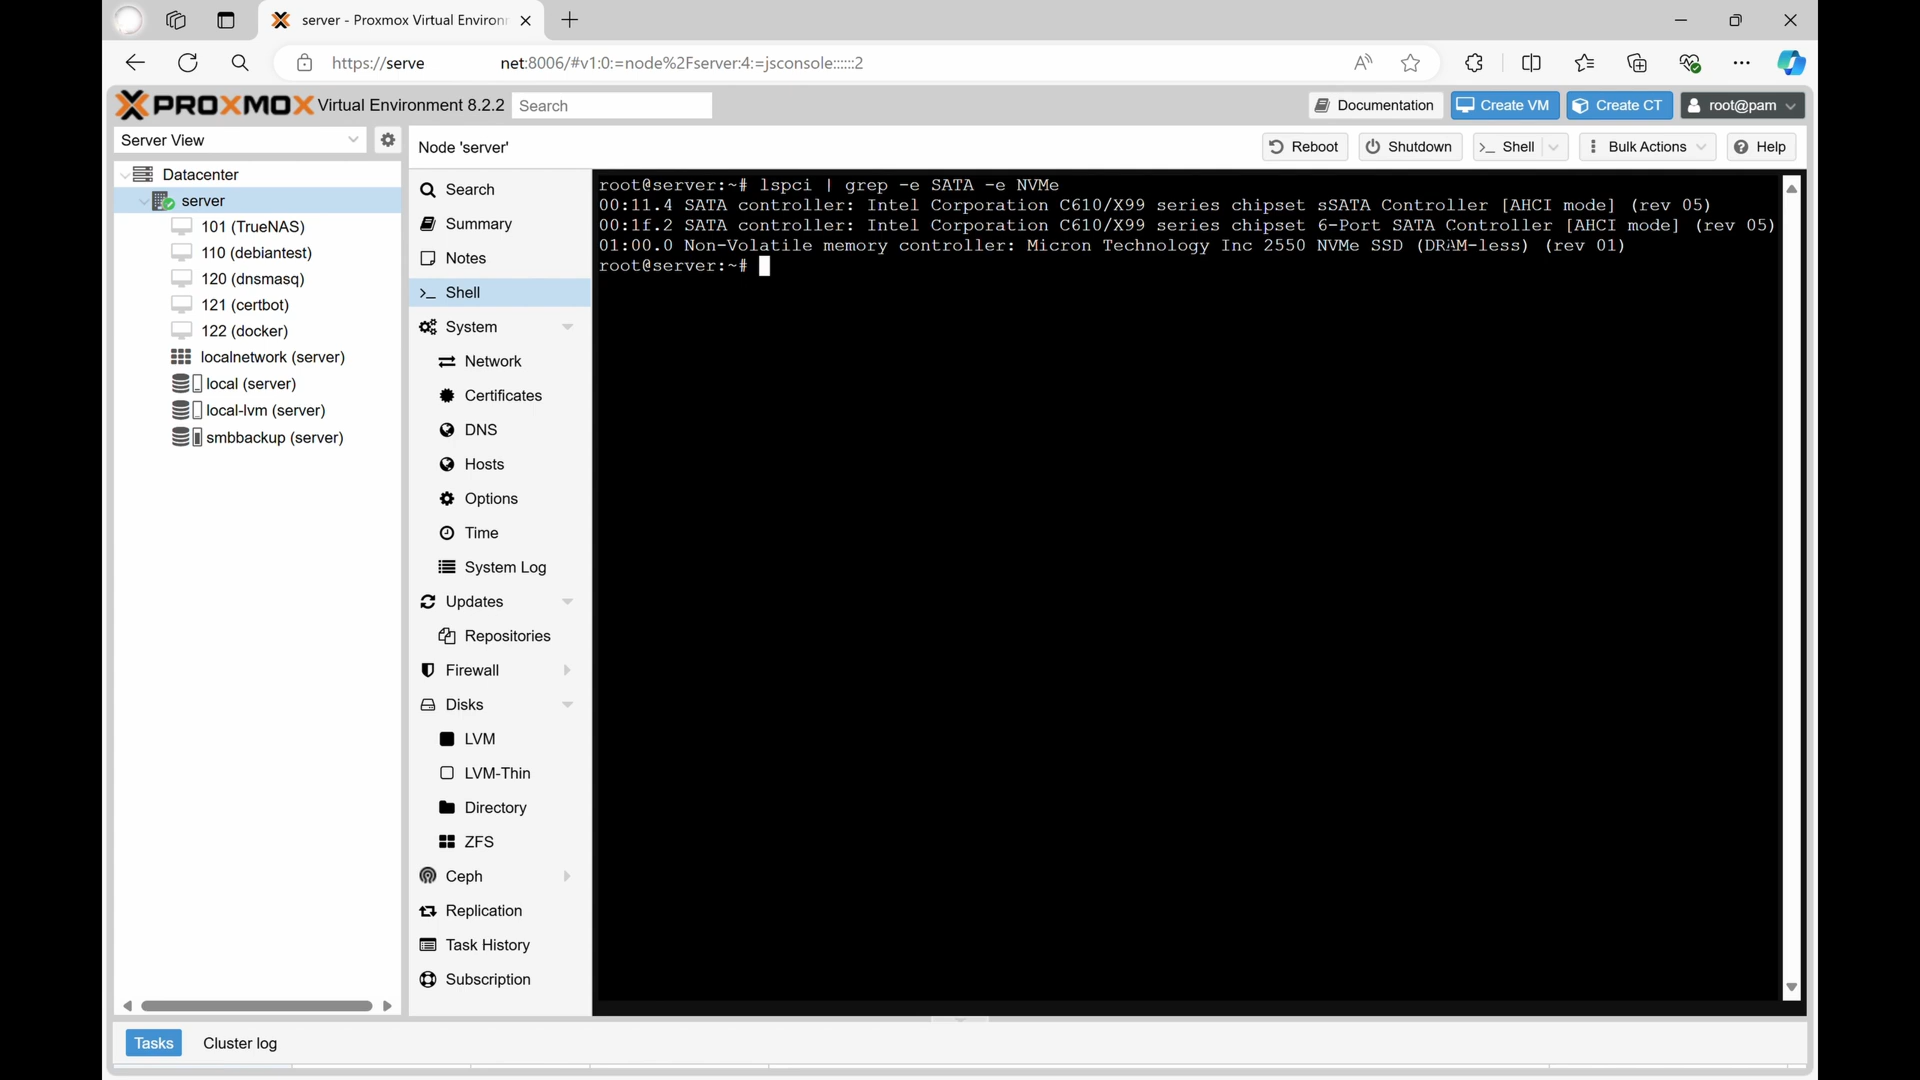 server - Proxmox Virtual Environ
https://serve net:8006/#v1:0:=node%2Fserver:4:=jsconsole::::::2
PROXMOX Virtual Environment 8.2.2 Search Documentation Create VM Create CT root@pam
Server View
Node 'server' Reboot Shutdown >_ Shell Bulk Actions Help
Datacenter
server
101 (TrueNAS)
110 (debiantest)
120 (dnsmasq)
121 (certbot)
122 (docker)
localnetwork (server)
local (server)
local-lvm (server)
smbbackup (server)
Search
Summary
Notes
>_ Shell
System
Network
Certificates
DNS
Hosts
Options
Time
System Log
Updates
Repositories
Firewall
Disks
LVM
LVM-Thin
Directory
ZFS
Ceph
Replication
Task History
Subscription
root@server:~# lspci | grep -e SATA -e NVMe
00:11.4 SATA controller: Intel Corporation C610/X99 series chipset sSATA Controller [AHCI mode] (rev 05)
00:1f.2 SATA controller: Intel Corporation C610/X99 series chipset 6-Port SATA Controller [AHCI mode] (rev 05)
01:00.0 Non-Volatile memory controller: Micron Technology Inc 2550 NVMe SSD (DRAM-less) (rev 01)
root@server:~#
Tasks Cluster log